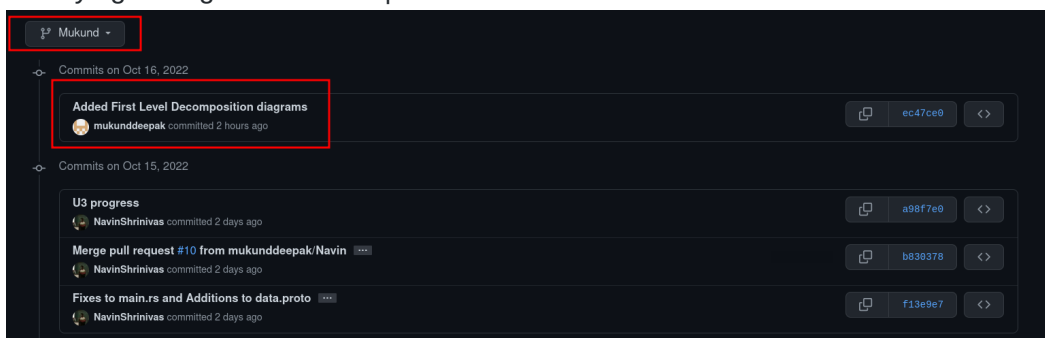 Mukund
Commits on Oct 16, 2022
Added First Level Decomposition diagrams
mukunddeepak committed 2 hours ago
ec47ce0
Commits on Oct 15, 2022
U3 progress
NavinShrinivas committed 2 days ago
a98f7e0
Merge pull request #10 from mukunddeepak/Navin ...
NavinShrinivas committed 2 days ago
b830378
Fixes to main.rs and Additions to data.proto ...
NavinShrinivas committed 2 days ago
f13e9e7